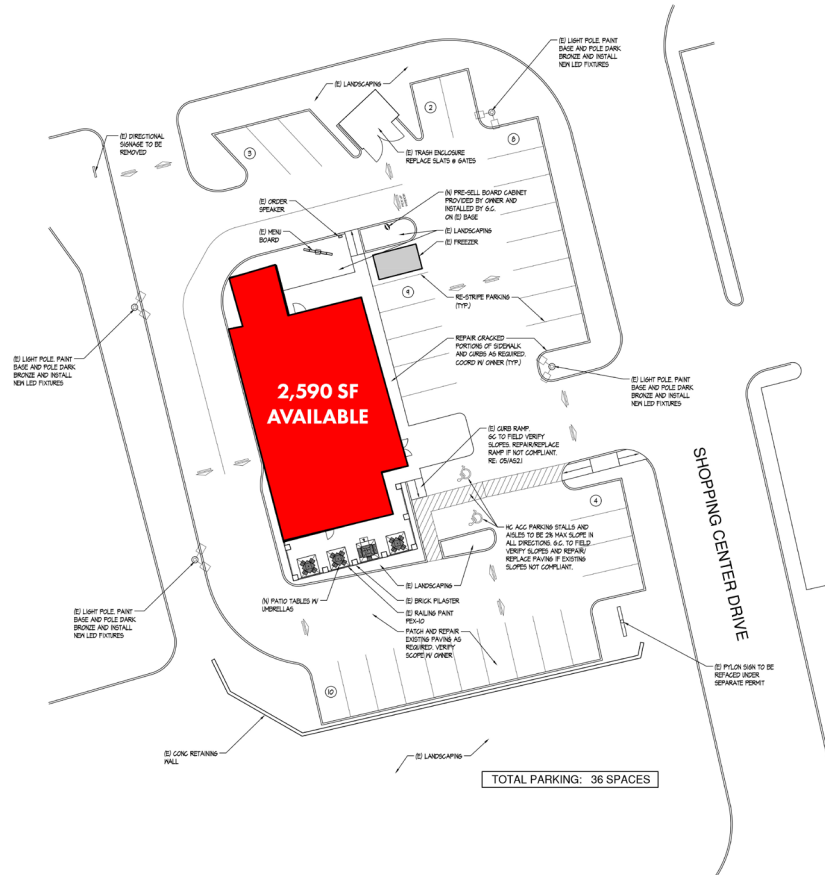 (E) LIGHT POLE, PAINT
BASE AND POLE DARK
BRONZE AND INSTALL
NEW LED FIXTURES
(E) LANDSCAPING
2
8
3
(E) DIRECTIONAL
SIGNAGE TO BE
REMOVED
(E) TRASH ENCLOSURE
REPLACE SLATS @ GATES
(E) ORDER
SPEAKER
(N) PRE-SELL BOARD CABINET
PROVIDED BY OWNER AND
INSTALLED BY G.C.
ON (E) BASE
(E) MENU
BOARD
(E) LANDSCAPING
(E) FREEZER
9
RE-STRIPE PARKING
(TYP.)
REPAIR CRACKED
PORTIONS OF SIDEWALK
AND CURBS AS REQUIRED.
COORD W/ OWNER (TYP.)
(E) LIGHT POLE, PAINT
BASE AND POLE DARK
BRONZE AND INSTALL
NEW LED FIXTURES
(E) LIGHT POLE, PAINT
BASE AND POLE DARK
BRONZE AND INSTALL
NEW LED FIXTURES
2,590 SF
AVAILABLE
(E) CURB RAMP,
GC TO FIELD VERIFY
SLOPES. REPAIR/REPLACE
RAMP IF NOT COMPLIANT.
SHOPPING CENTER DRIVE
4
HC ACC PARKING STALLS AND
AISLES TO BE 2% MAX SLOPE IN
ALL DIRECTIONS. G.C. TO FIELD
VERIFY SLOPES AND REPAIR/
REPLACE PAVING IF EXISTING
SLOPES NOT COMPLIANT.
(E) LANDSCAPING
(N) PATIO TABLES W/
UMBRELLAS
(E) BRICK PILASTER
(E) RAILING PAINT
PEX-10
(E) LIGHT POLE, PAINT
BASE AND POLE DARK
BRONZE AND INSTALL
NEW LED FIXTURES
PATCH AND REPAIR
EXISTING PAVING AS
REQUIRED. VERIFY
SCOPE W/ OWNER
(E) PYLON SIGN TO BE
REFACED UNDER
SEPARATE PERMIT
10
(E) CONC RETAINING
WALL
(E) LANDSCAPING
TOTAL PARKING: 36 SPACES